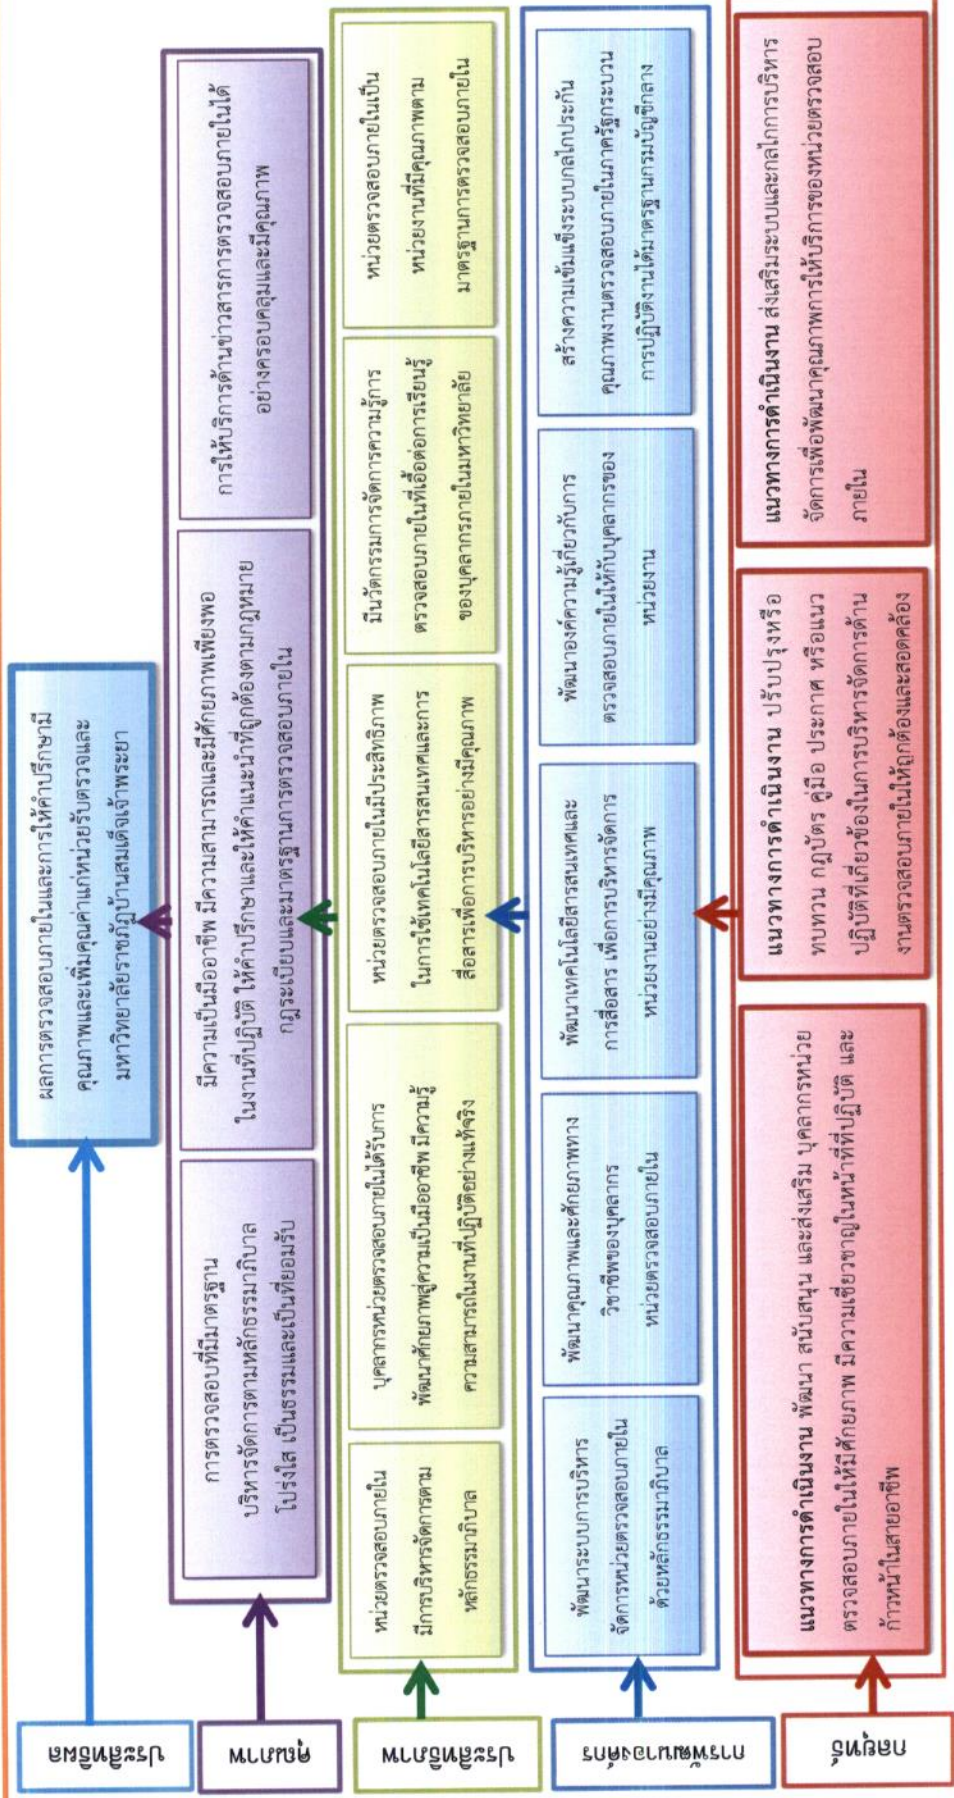 ประสิทธิผล
ผลการตรวจสอบภายในและการให้คำปรึกษามี
คุณภาพและเพิ่มคุณค่าแก่หน่วยรับตรวจและ
มหาวิทยาลัยราชภัฏบ้านสมเด็จเจ้าพระยา
คุณภาพ
การตรวจสอบที่มีมาตรฐาน
บริหารจัดการตามหลักธรรมาภิบาล
โปร่งใส เป็นธรรมและเป็นที่ยอมรับ
มีความเป็นมืออาชีพ มีความสามารถและมีศักยภาพเพียงพอ
ในงานที่ปฏิบัติ ให้คำปรึกษาและให้คำแนะนำที่ถูกต้องตามกฎหมาย
กฎระเบียบและมาตรฐานการตรวจสอบภายใน
การให้บริการด้านข่าวสารการตรวจสอบภายในได้
อย่างครอบคลุมและมีคุณภาพ
ประสิทธิภาพ
หน่วยตรวจสอบภายใน
มีการบริหารจัดการตาม
หลักธรรมาภิบาล
บุคลากรหน่วยตรวจสอบภายในได้รับการ
พัฒนาศักยภาพสู่ความเป็นมืออาชีพ มีความรู้
ความสามารถในงานที่ปฏิบัติอย่างแท้จริง
หน่วยตรวจสอบภายในมีประสิทธิภาพ
ในการใช้เทคโนโลยีสารสนเทศและการ
สื่อสารเพื่อการบริหารอย่างมีคุณภาพ
มีนวัตกรรมการจัดการความรู้การ
ตรวจสอบภายในที่เอื้อต่อการเรียนรู้
ของบุคลากรภายในมหาวิทยาลัย
หน่วยตรวจสอบภายในเป็น
หน่วยงานที่มีคุณภาพตาม
มาตรฐานการตรวจสอบภายใน
การพัฒนาองค์กร
พัฒนาระบบการบริหาร
จัดการหน่วยตรวจสอบภายใน
ด้วยหลักธรรมาภิบาล
พัฒนาคุณภาพและศักยภาพทาง
วิชาชีพของบุคลากร
หน่วยตรวจสอบภายใน
พัฒนาเทคโนโลยีสารสนเทศและ
การสื่อสาร เพื่อการบริหารจัดการ
หน่วยงานอย่างมีคุณภาพ
พัฒนาองค์ความรู้เกี่ยวกับการ
ตรวจสอบภายในให้กับบุคลากรของ
หน่วยงาน
สร้างความเข้มแข็งระบบกลไกประกัน
คุณภาพงานตรวจสอบภายในภาครัฐกระบวน
การปฏิบัติงานได้มาตรฐานกรมบัญชีกลาง
กลยุทธ์
แนวทางการดำเนินงาน พัฒนา สนับสนุน และส่งเสริม บุคลากรหน่วย
ตรวจสอบภายในให้มีศักยภาพ มีความเชี่ยวชาญในหน้าที่ที่ปฏิบัติ และ
ก้าวหน้าในสายอาชีพ
แนวทางการดำเนินงาน ปรับปรุงหรือ
ทบทวน กฎบัตร คู่มือ ประกาศ หรือแนว
ปฏิบัติที่เกี่ยวข้องในการบริหารจัดการด้าน
งานตรวจสอบภายในให้ถูกต้องและสอดคล้อง
แนวทางการดำเนินงาน ส่งเสริมระบบและกลไกการบริหาร
จัดการเพื่อพัฒนาคุณภาพการให้บริการของหน่วยตรวจสอบ
ภายใน